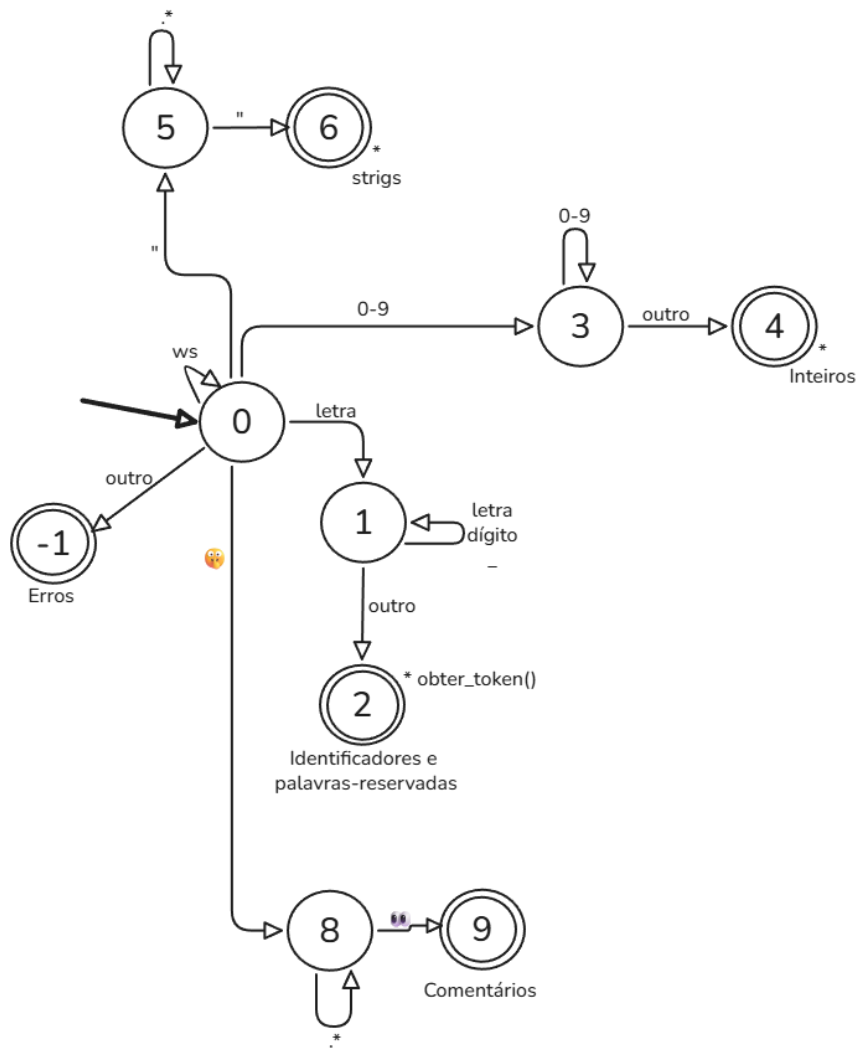 .*
5
"
6
*
strigs
"
0-9
0-9
3
outro
4
*
Inteiros
ws
0
letra
outro
-1
Erros
🤫
1
letra
dígito
_
outro
2
* obter_token()
Identificadores e
palavras-reservadas
8
👀
9
Comentários
.*